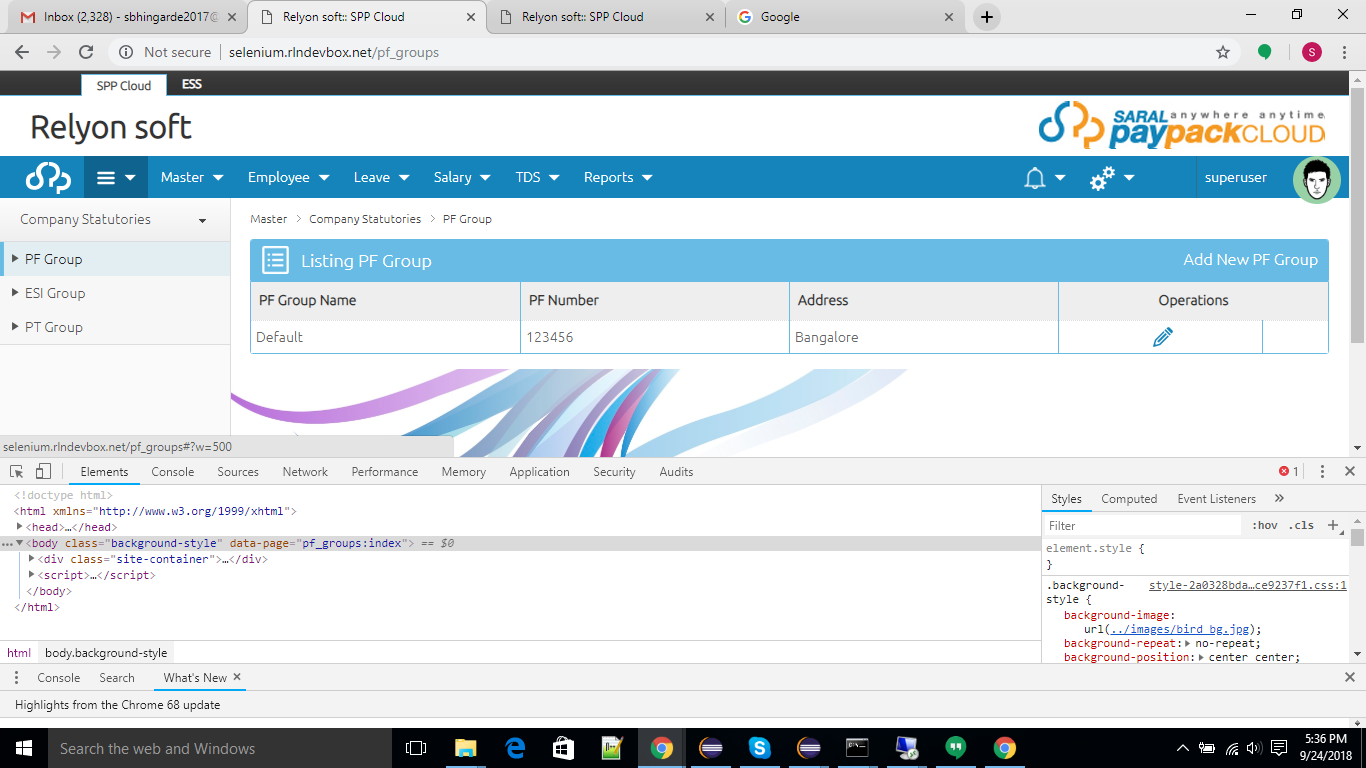 Inbox (2,328) - sbhingarde2017@
Relyon soft:: SPP Cloud
Relyon soft:: SPP Cloud
Google
Not secure
selenium.rlndevbox.net/pf_groups
S
SPP Cloud
ESS
Relyon soft
SARAL anywhere anytime
paypackCLOUD
Master
Employee
Leave
Salary
TDS
Reports
superuser
Company Statutories
PF Group
ESI Group
PT Group
Master > Company Statutories > PF Group
Listing PF Group
Add New PF Group
PF Group Name
PF Number
Address
Operations
Default
123456
Bangalore
selenium.rlndevbox.net/pf_groups#?w=500
Elements
Console
Sources
Network
Performance
Memory
Application
Security
Audits
1
<!doctype html>
<html xmlns="http://www.w3.org/1999/xhtml">
<head>…</head>
<body class="background-style" data-page="pf_groups:index"> == $0
<div class="site-container">…</div>
<script>…</script>
</body>
</html>
html
body.background-style
Styles
Computed
Event Listeners
»
Filter
:hov
.cls
+
element.style {
}
.background-style {
style-2a0328bda…ce9237f1.css:1
background-image:
url(../images/bird_bg.jpg);
background-repeat: no-repeat;
background-position: center center;
Console
Search
What's New
Highlights from the Chrome 68 update
Search the web and Windows
5:36 PM
9/24/2018